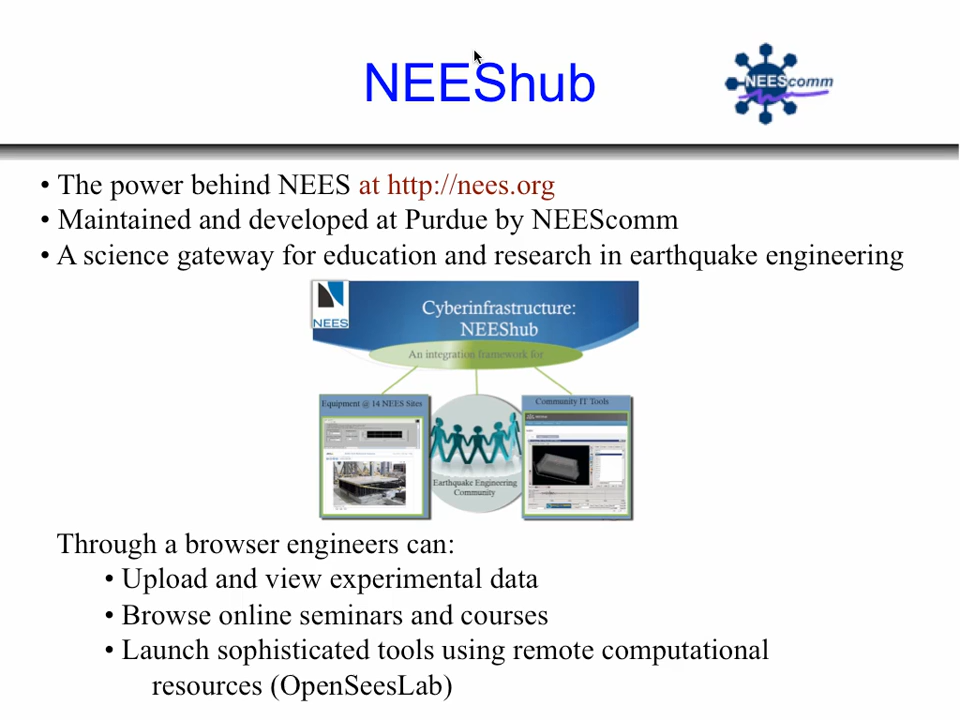 NEEShub
NEEScomm
• The power behind NEES at http://nees.org
• Maintained and developed at Purdue by NEEScomm
• A science gateway for education and research in earthquake engineering
NEES
Cyberinfrastructure:
NEEShub
An integration framework for
Equipment @ 14 NEES Sites
Community IT Tools
Earthquake Engineering
Community
Through a browser engineers can:
• Upload and view experimental data
• Browse online seminars and courses
• Launch sophisticated tools using remote computational
resources (OpenSeesLab)